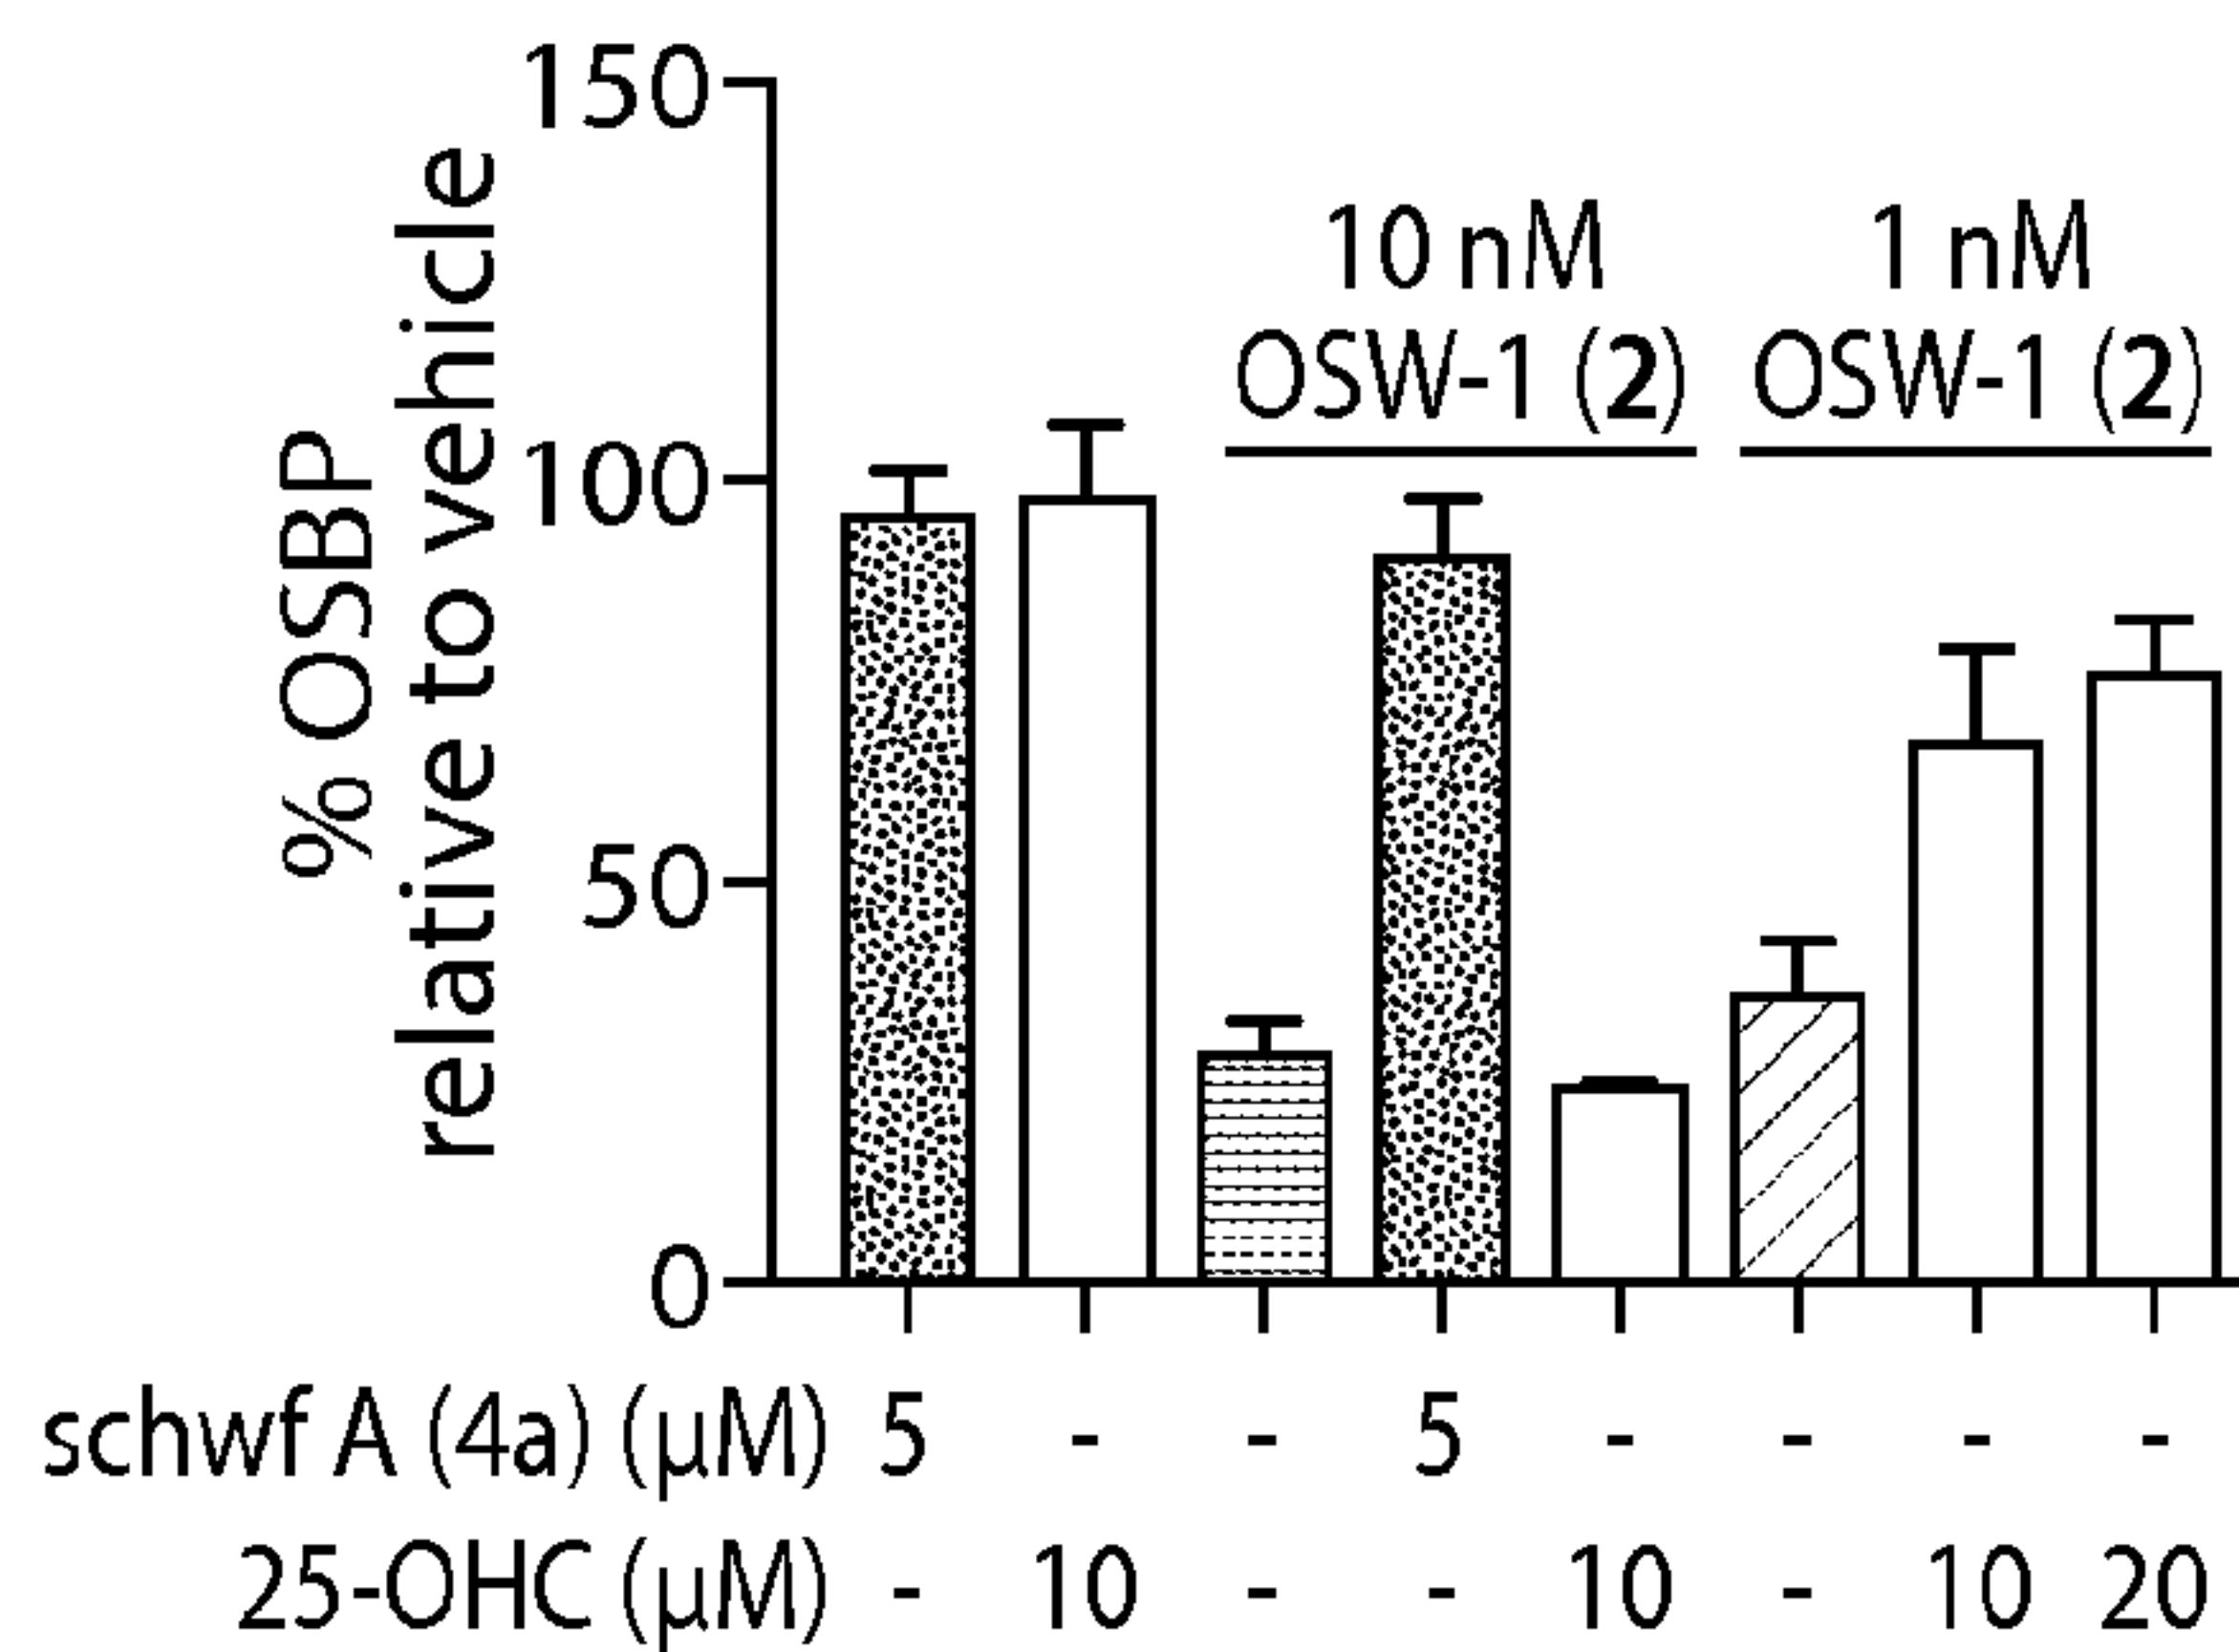 % OSBP
relative to vehicle
150
100
50
0
10 nM
OSW-1 (2)
1 nM
OSW-1 (2)
schwf A (4a) (μM) 5 - - 5 - - - -
25-OHC (μM) - 10 - - 10 - 10 20